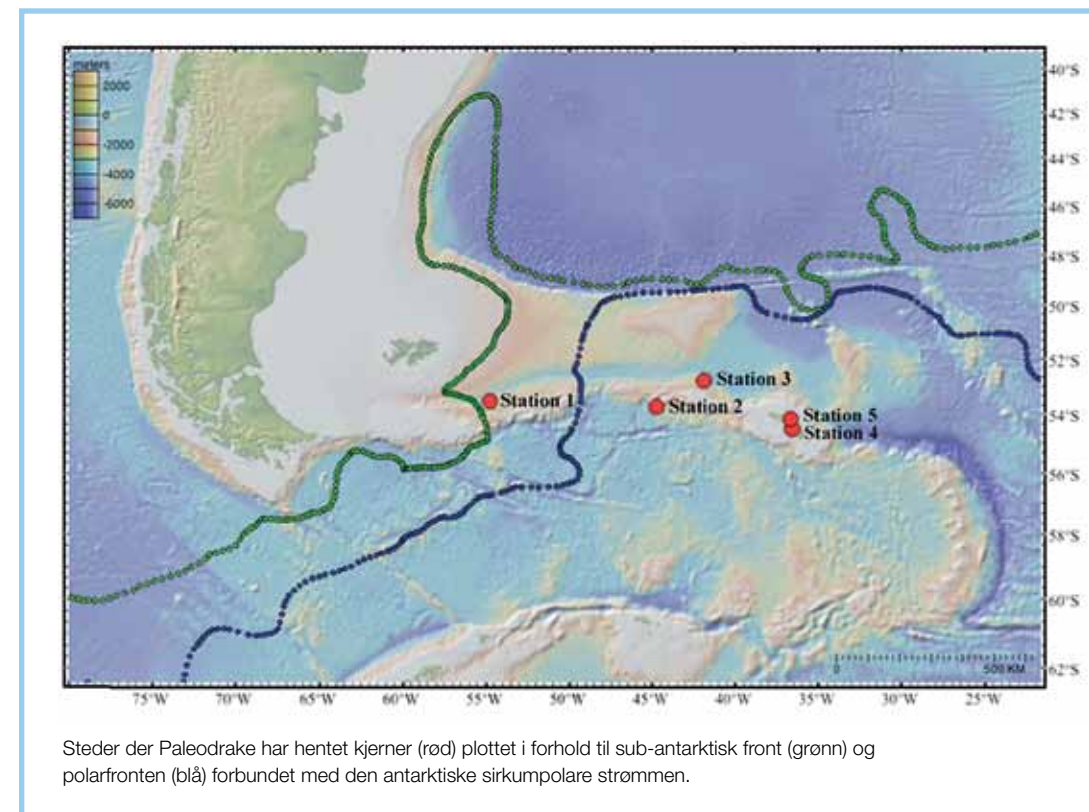 meters
2000
0
-2000
-4000
-6000
40°S
42°S
44°S
46°S
48°S
50°S
52°S
54°S
56°S
58°S
60°S
62°S
Station 1
Station 2
Station 3
Station 5
Station 4
0 500 KM
75°W 70°W 65°W 60°W 55°W 50°W 45°W 40°W 35°W 30°W 25°W
Steder der Paleodrake har hentet kjerner (rød) plottet i forhold til sub-antarktisk front (grønn) og
polarfronten (blå) forbundet med den antarktiske sirkumpolare strømmen.